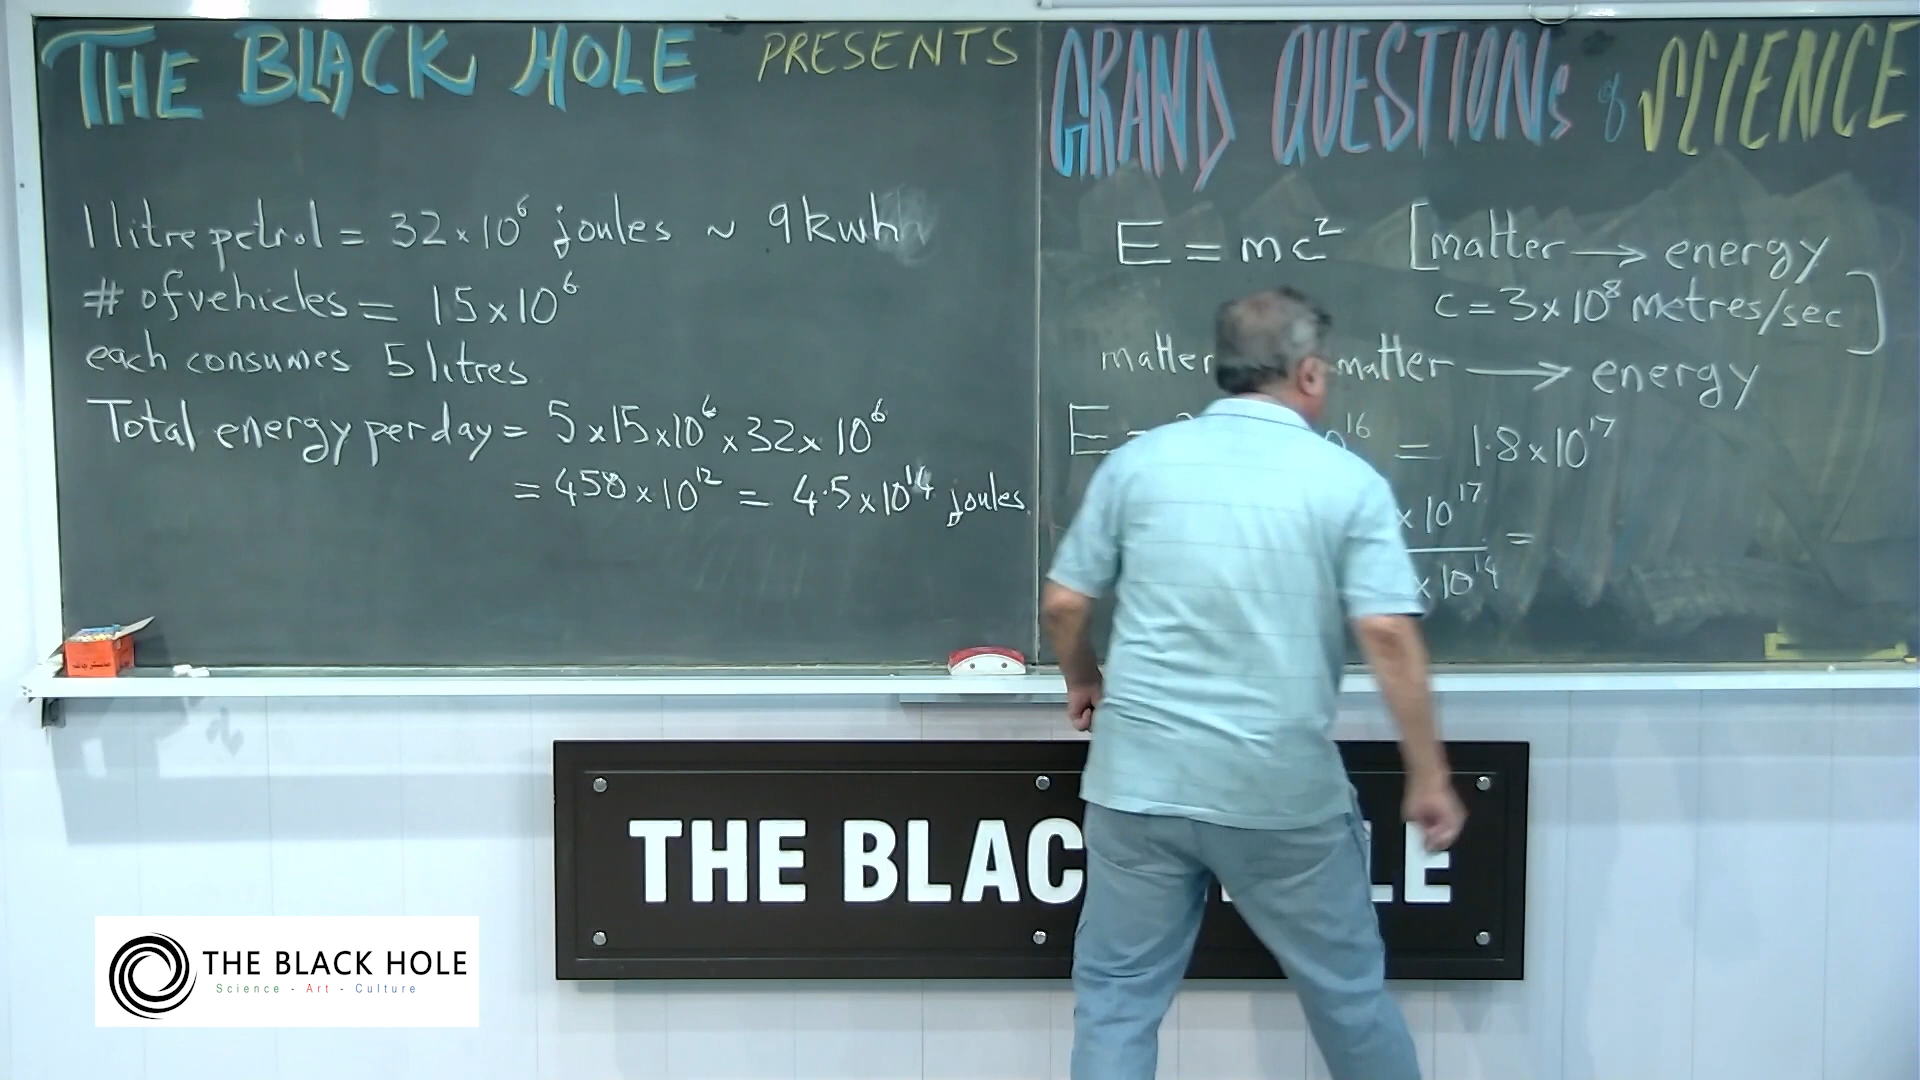 THE BLACK HOLE PRESENTS
1 litre petrol = 32 × 10⁶ joules ~ 9 kwh
# of vehicles = 15 × 10⁶
each consumes 5 litres
Total energy per day = 5 × 15 × 10⁶ × 32 × 10⁶
= 450 × 10¹² = 4.5 × 10¹⁴ joules.
GRAND QUESTIONs of SCIENCE
E = mc² [matter → energy
c = 3 × 10⁸ metres/sec]
matter matter → energy
E = 10¹⁶ = 1.8 × 10¹⁷
× 10¹⁷ =
× 10¹⁴
THE BLAC LE
THE BLACK HOLE
Science - Art - Culture